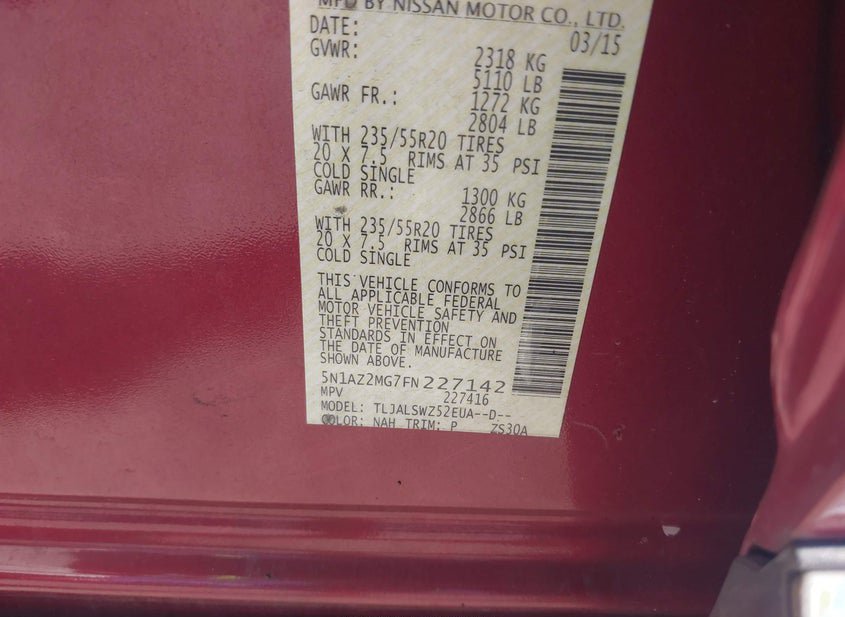 MFD BY NISSAN MOTOR CO., LTD.
DATE: 03/15
GVWR: 2318 KG
5110 LB
GAWR FR.: 1272 KG
2804 LB
WITH 235/55R20 TIRES
20 X 7.5 RIMS AT 35 PSI
COLD SINGLE
GAWR RR.: 1300 KG
2866 LB
WITH 235/55R20 TIRES
20 X 7.5 RIMS AT 35 PSI
COLD SINGLE
THIS VEHICLE CONFORMS TO
ALL APPLICABLE FEDERAL
MOTOR VEHICLE SAFETY AND
THEFT PREVENTION
STANDARDS IN EFFECT ON
THE DATE OF MANUFACTURE
SHOWN ABOVE.
5N1AZ2MG7FN227142
MPV 227416
MODEL: TLJALSWZ52EUA--D--
COLOR: NAH TRIM: P ZS30A